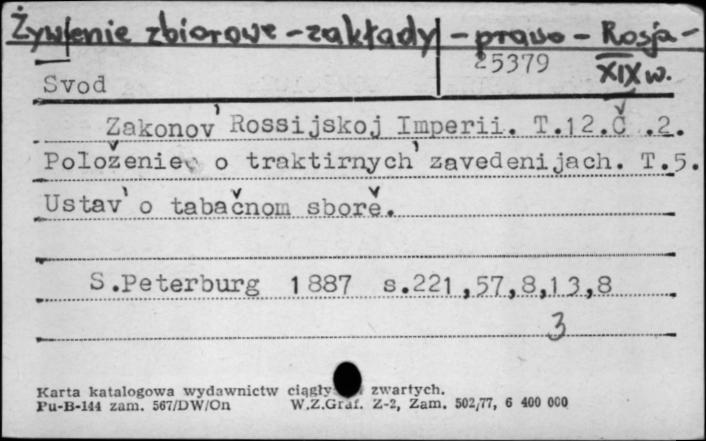 Żywienie zbiorowe - zakłady - prawo - Rosja -
XIX w.
25379
Svod
Zakonov' Rossijskoj Imperii. T.12.Č .2.
Položenie o traktirnych' zavedenijach. T.5.
Ustav' o tabačnom sborě.
S.Peterburg 1887 s.221,57,8,13,8
3
Karta katalogowa wydawnictw ciągły zwartych.
Pu-B-144 zam. 567/DW/On W.Z.Graf. Z-2, Zam. 502/77, 6 400 000